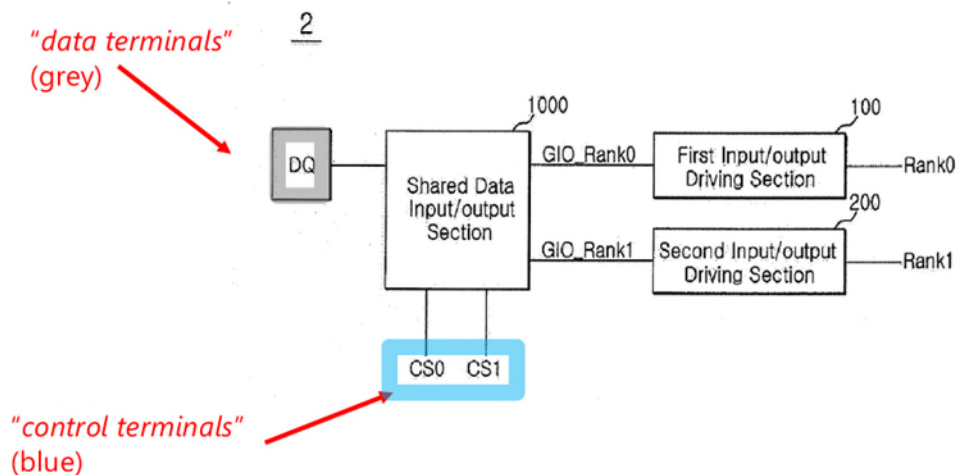 "data terminals"
(grey)
2
DQ
1000
Shared Data
Input/output
Section
GIO_Rank0
100
First Input/output
Driving Section
Rank0
GIO_Rank1
200
Second Input/output
Driving Section
Rank1
CS0 CS1
"control terminals"
(blue)